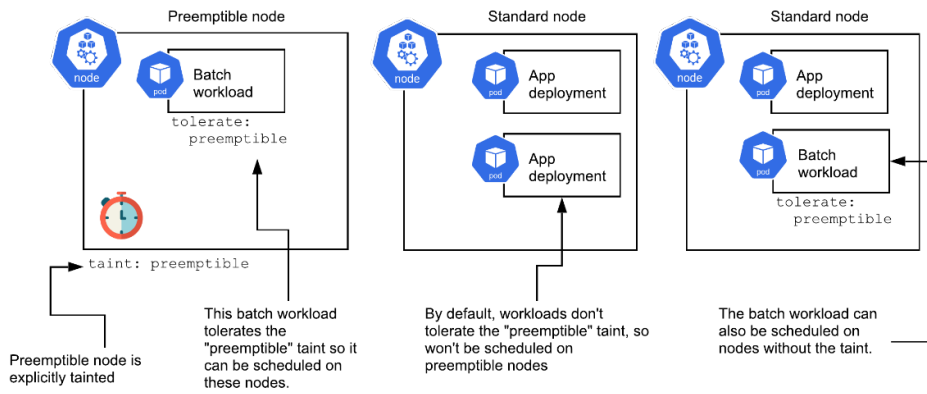 Preemptible node
node
pod
Batch
workload
tolerate:
preemptible
taint: preemptible
Preemptible node is
explicitly tainted
This batch workload
tolerates the
"preemptible" taint so it
can be scheduled on
these nodes.
Standard node
node
pod
App
deployment
pod
App
deployment
By default, workloads don't
tolerate the "preemptible" taint, so
won't be scheduled on
preemptible nodes
Standard node
node
pod
App
deployment
pod
Batch
workload
tolerate:
preemptible
The batch workload can
also be scheduled on
nodes without the taint.